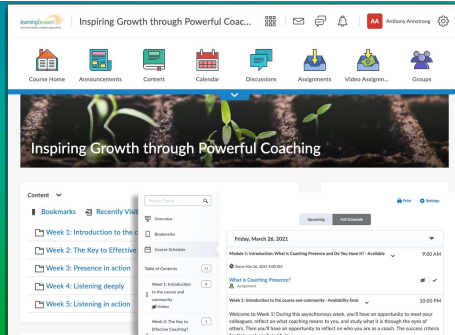 learningforward
Inspiring Growth through Powerful Coac...
AA
Anthony Armstrong
Course Home
Announcements
Content
Calendar
Discussions
Assignments
Video Assignm...
Groups
Inspiring Growth through Powerful Coaching
Content
Bookmarks
Recently Visit
Week 1: Introduction to the c
Week 2: The Key to Effective
Week 3: Presence in action
Week 4: Listening deeply
Week 5: Listening in action
Search Topics
Overview
Bookmarks
Course Schedule
Table of Contents
Week 1: Introduction
to the course and
community
Hidden
Week 2: The Key to
Effective Coaching?
Print
Settings
Upcoming
Full Schedule
Friday, March 26, 2021
Module 1: Introduction: What is Coaching Presence and Do You Have It? - Available
9:00 AM
Starts Mar 26, 2021 9:00 AM
What is Coaching Presence?
Assignment
Week 1: Introduction to the course and community - Availability Ends
10:00 PM
Welcome to Week 1! During this asynchronous week, you'll have an opportunity to meet your
colleagues, reflect on what coaching means to you, and study what it is through the eyes of
others. Then you'll have an opportunity to reflect on who you are as a coach. The success criteria